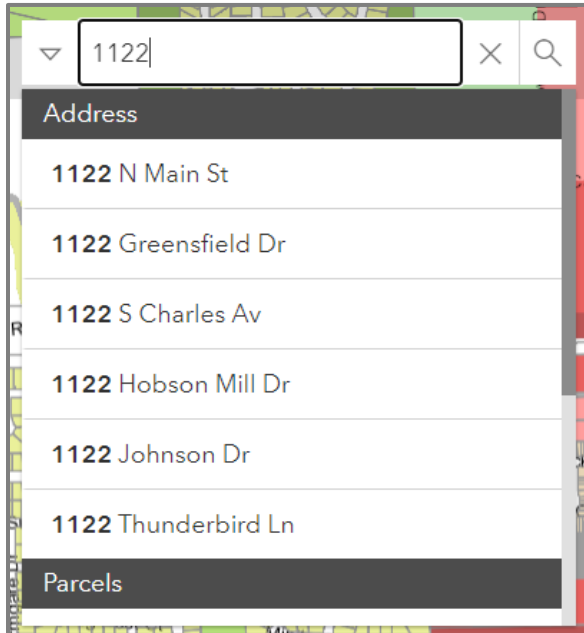 1122
Address
1122 N Main St
1122 Greensfield Dr
1122 S Charles Av
1122 Hobson Mill Dr
1122 Johnson Dr
1122 Thunderbird Ln
Parcels